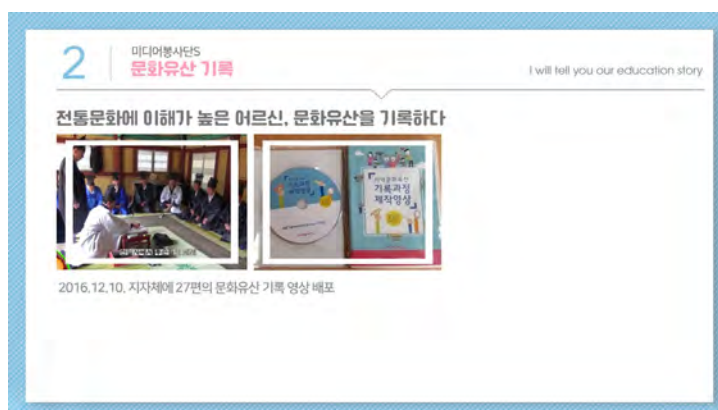 2
미디어봉사단S
문화유산 기록
I will tell you our education story
전통문화에 이해가 높은 어르신, 문화유산을 기록하다
기록과정
제작영상
2016.12.10. 지자체에 27편의 문화유산 기록 영상 배포